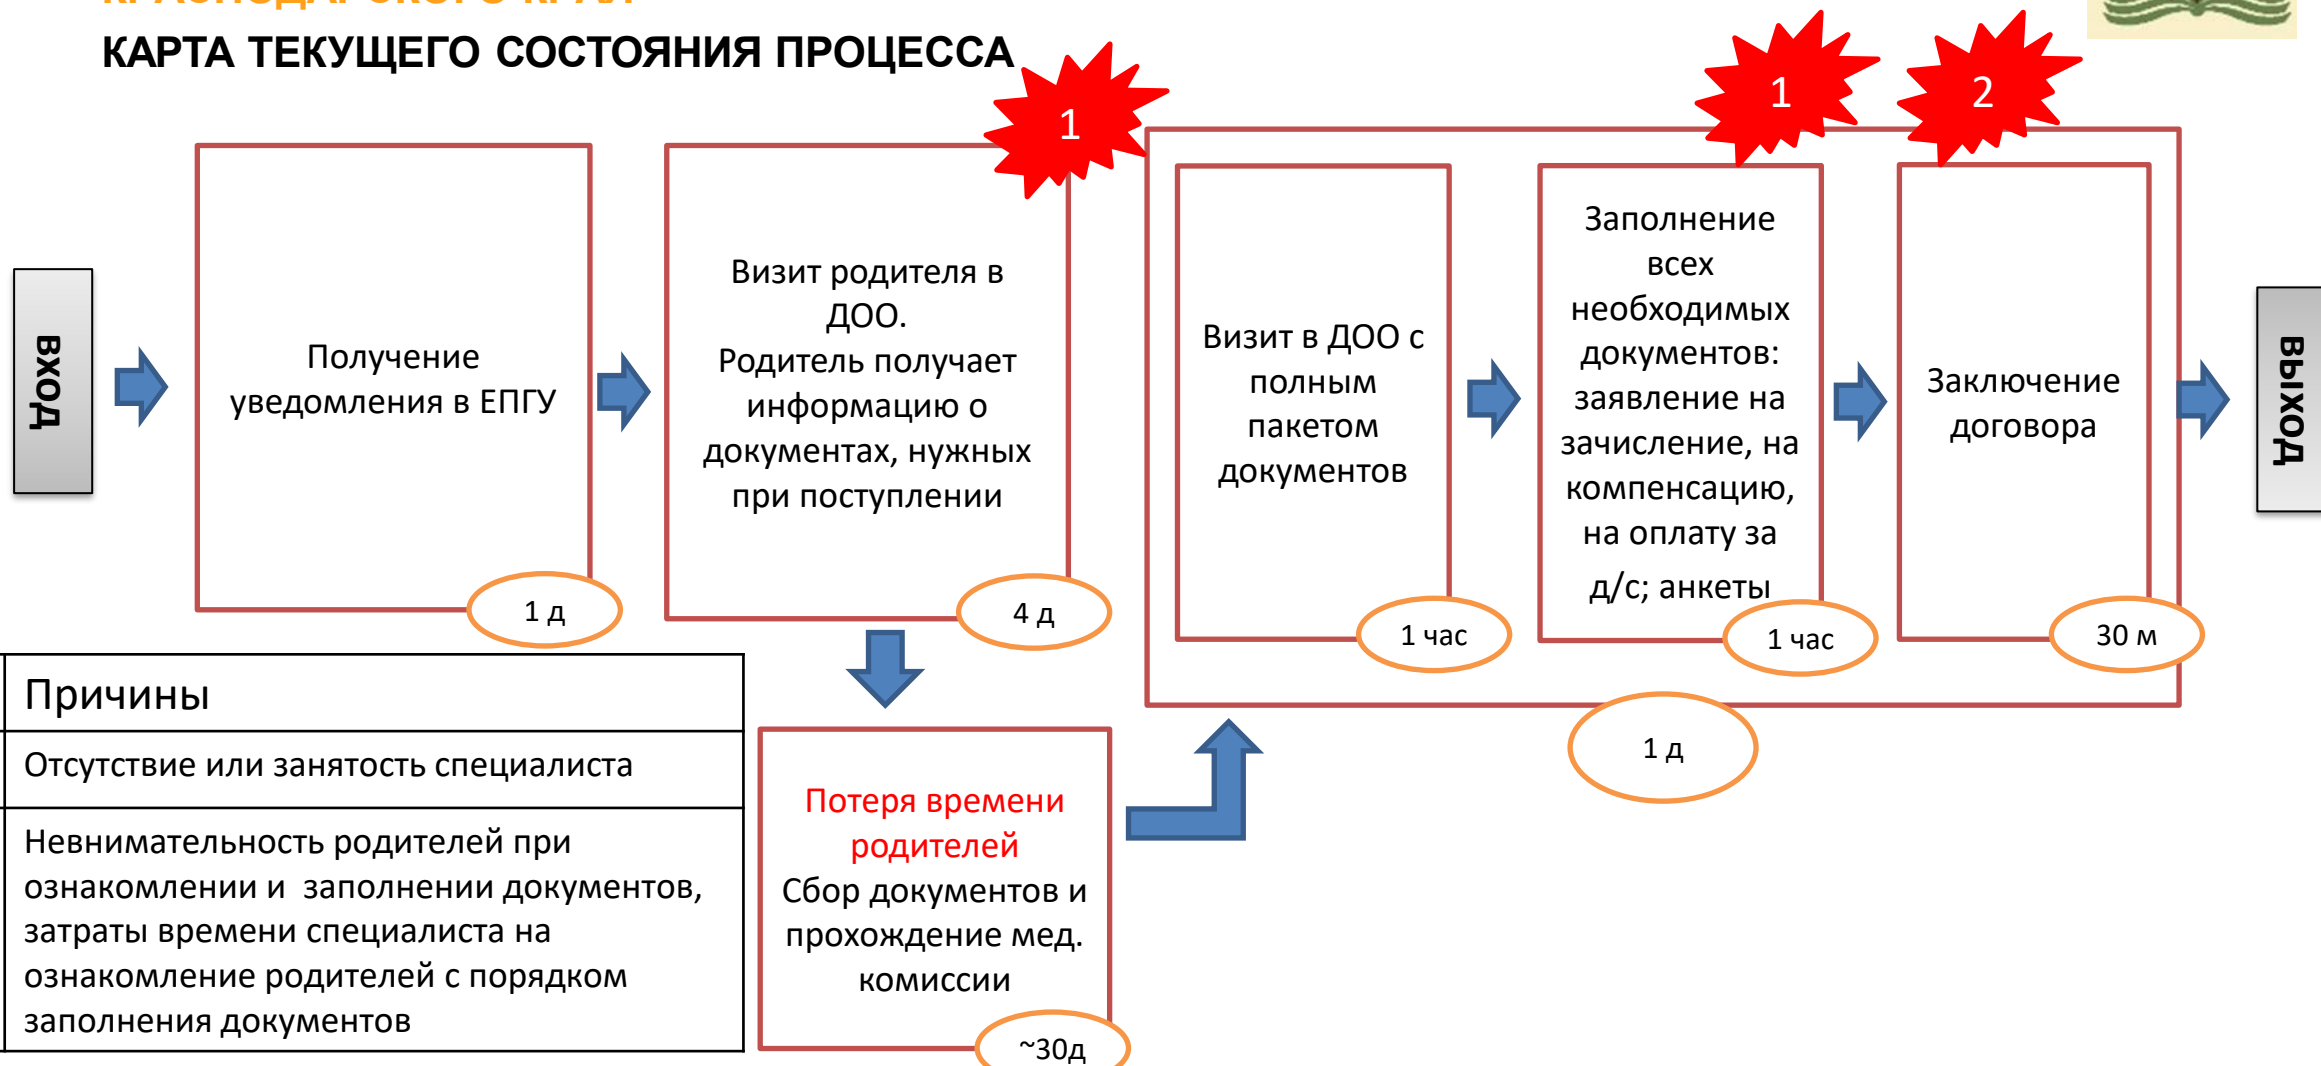 КРАСНОДАРСКОГО КРАЯ
КАРТА ТЕКУЩЕГО СОСТОЯНИЯ ПРОЦЕССА
1
1
2
вход
Получение
уведомления в ЕПГУ
1 д
Визит родителя в
ДОО.
Родитель получает
информацию о
документах, нужных
при поступлении
4 д
Визит в ДОО с
полным
пакетом
документов
1 час
Заполнение
всех
необходимых
документов:
заявление на
зачисление, на
компенсацию,
на оплату за
д/с; анкеты
1 час
Заключение
договора
30 м
выход
1 д
Потеря времени
родителей
Сбор документов и
прохождение мед.
комиссии
~30д
Причины
Отсутствие или занятость специалиста
Невнимательность родителей при
ознакомлении и  заполнении документов,
затраты времени специалиста на
ознакомление родителей с порядком
заполнения документов